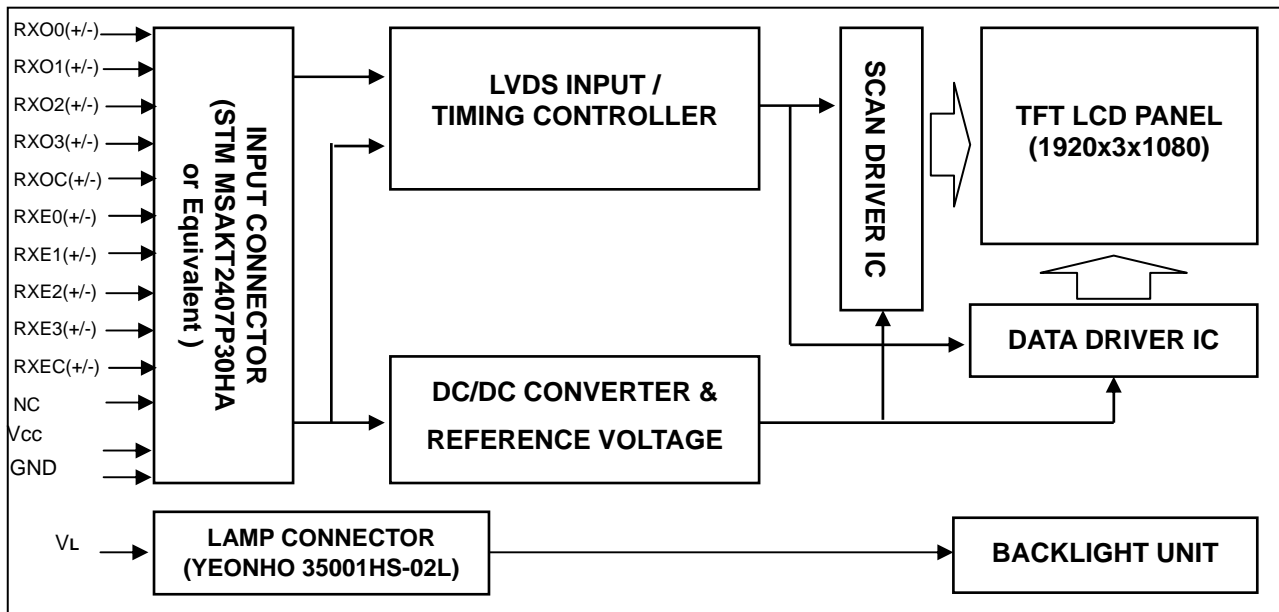 RXO0(+/-)
RXO1(+/-)
RXO2(+/-)
RXO3(+/-)
RXOC(+/-)
RXE0(+/-)
RXE1(+/-)
RXE2(+/-)
RXE3(+/-)
RXEC(+/-)
NC
Vcc
GND
VL
INPUT CONNECTOR
(STM MSAKT2407P30HA
or Equivalent )
LVDS INPUT /
TIMING CONTROLLER
DC/DC CONVERTER &
REFERENCE VOLTAGE
SCAN DRIVER IC
TFT LCD PANEL
(1920x3x1080)
DATA DRIVER IC
LAMP CONNECTOR
(YEONHO 35001HS-02L)
BACKLIGHT UNIT